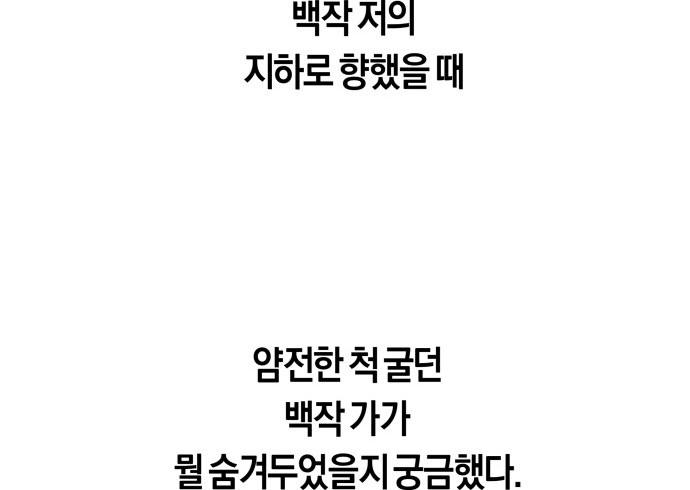 백작 저의
지하로 향했을 때
얌전한 척 굴던
백작 가가
뭘 숨겨두었을지 궁금했다.